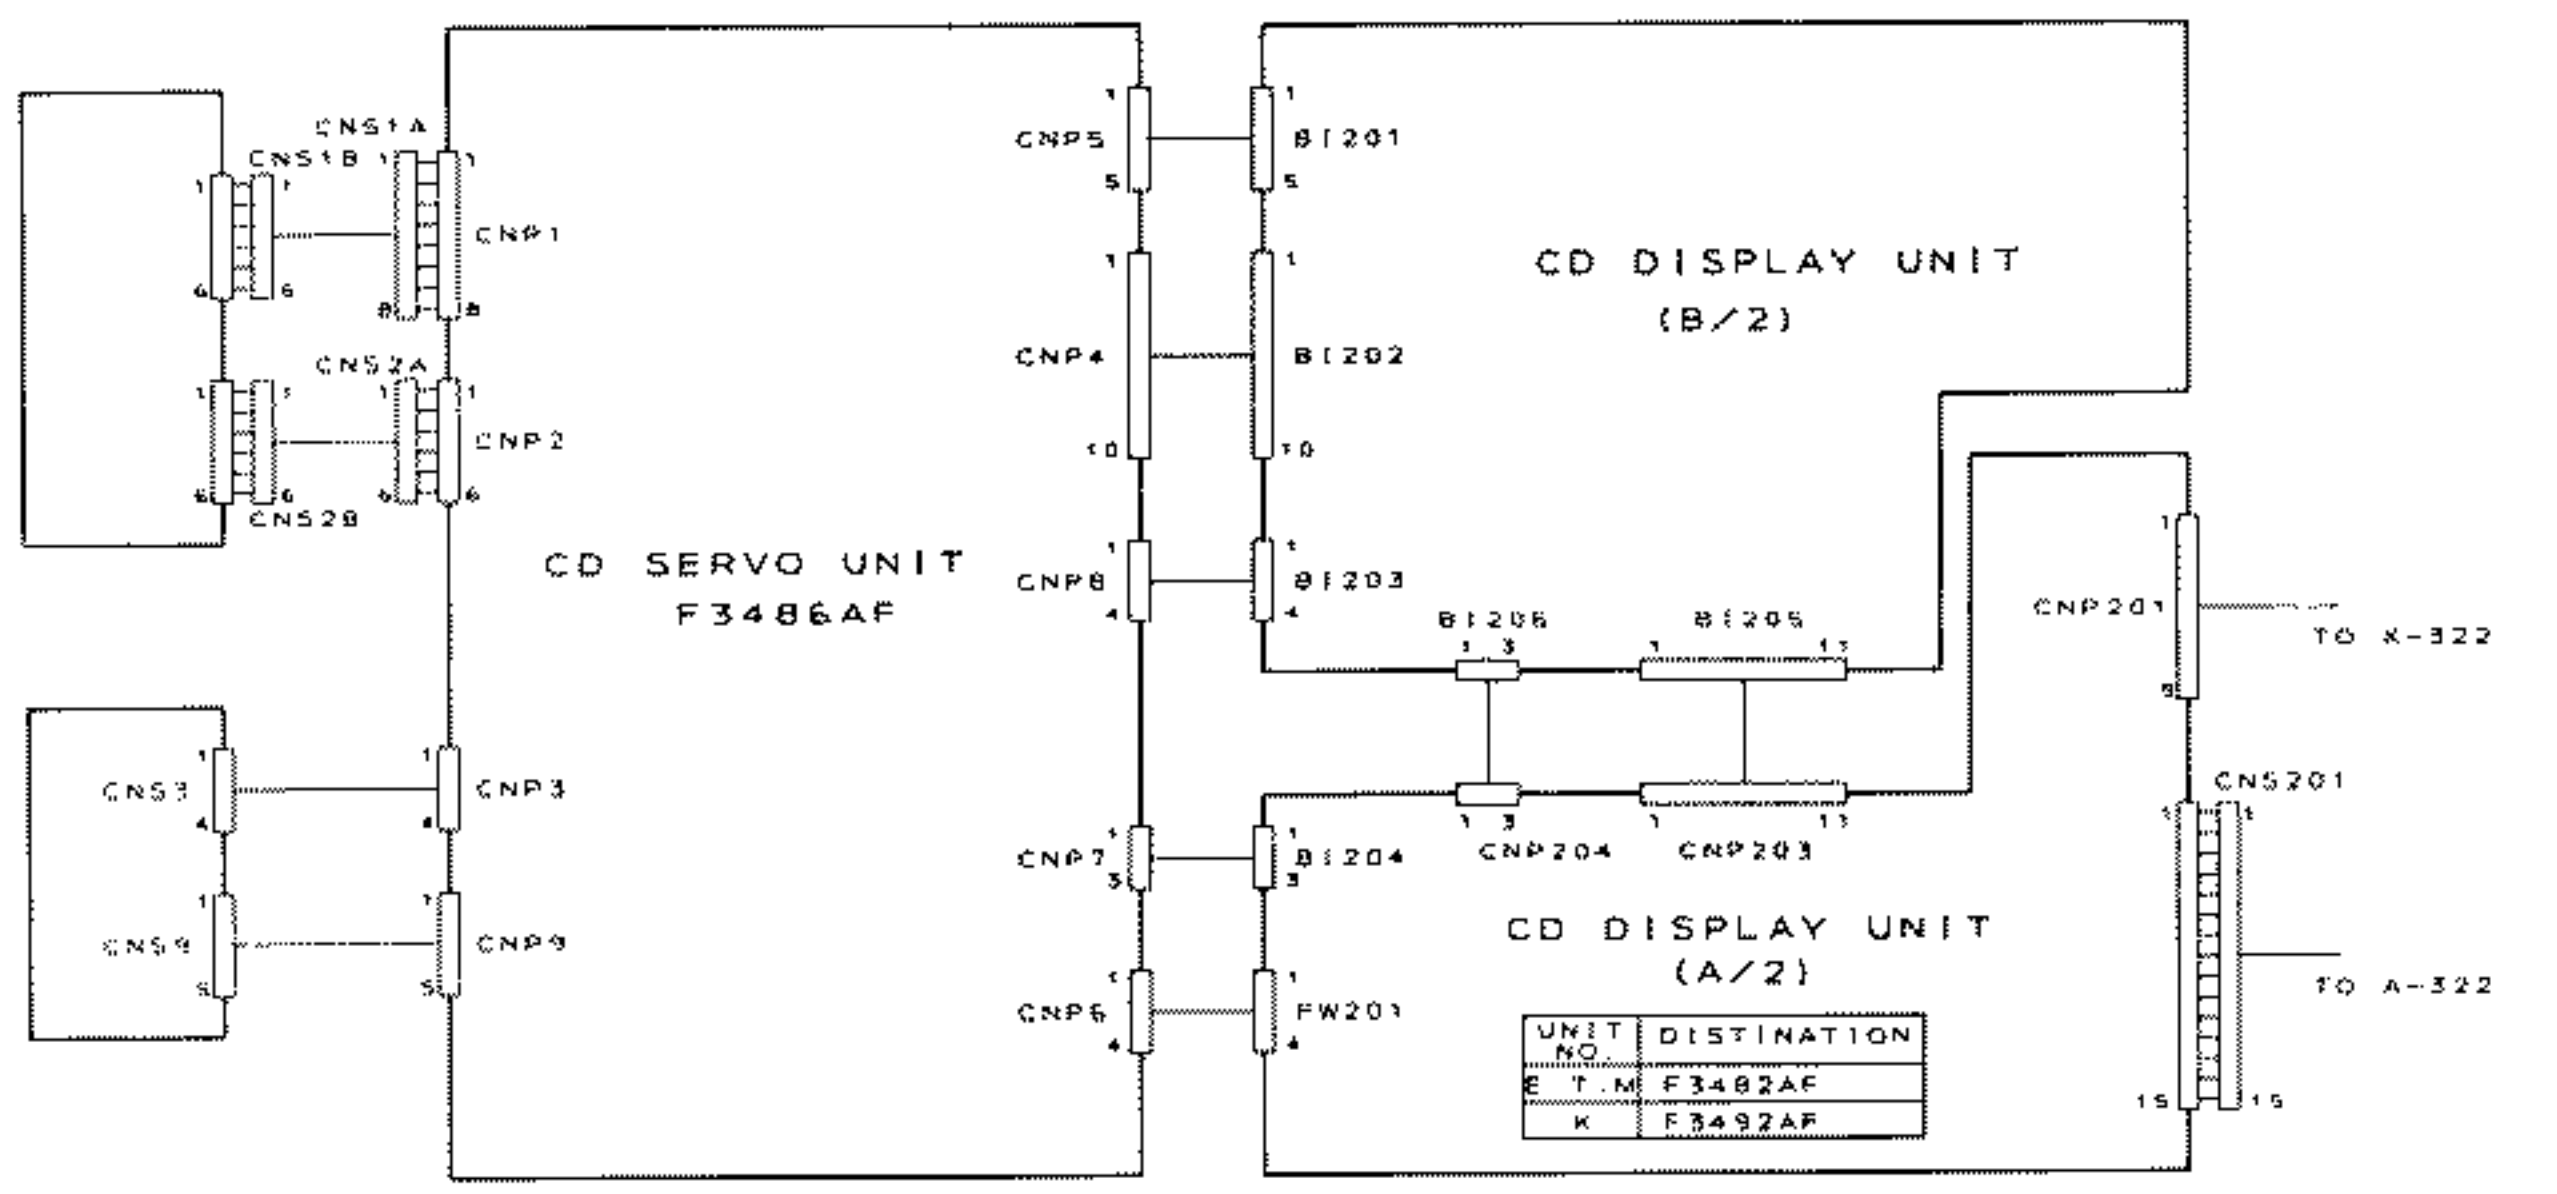 CNS1A
CNS1B 1 1
1 1
CNP1
6 6
8 8
CNS2A
1 1 1 1
CNP2
6 6 6 6
CNS2B
CD SERVO UNIT
F3486AF
1 1
CNS3 CNP3
4 4
1 1
CNS9 CNP9
5 5
1 1
CNP5 BI201
5 5
1 1
CNP4 BI202
10 10
1 1
CNP8 BI203
4 4
1 1
CNP7 BI204
3 3
1 1
CNP6 FW201
4 4
CD DISPLAY UNIT
(B/2)
BI206 BI205
1 3 1 11
1 3 1 11
CNP204 CNP203
1
CNP201
TO K-322
9
CNS201
1 1
TO A-322
15 15
CD DISPLAY UNIT
(A/2)
UNIT NO. DISTINATION
E T.M F3482AF
K F3492AF